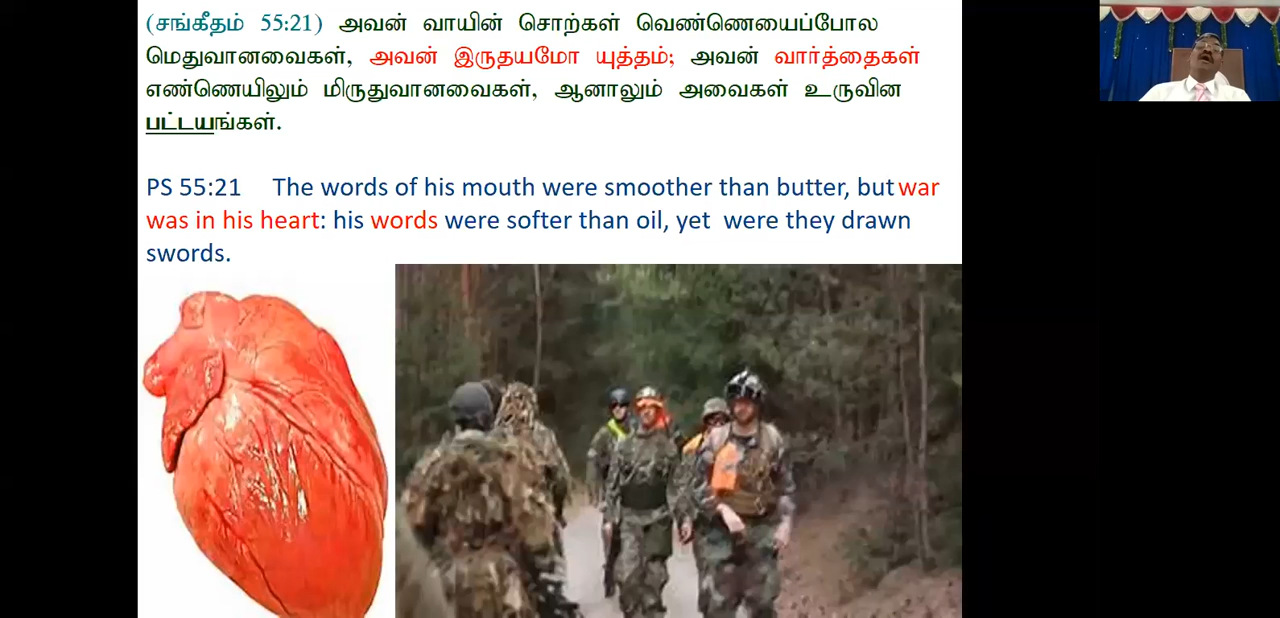 (சங்கீதம் 55:21) அவன் வாயின் சொற்கள் வெண்ணெயைப்போல
மெதுவானவைகள், அவன் இருதயமோ யுத்தம்; அவன் வார்த்தைகள்
எண்ணெயிலும் மிருதுவானவைகள், ஆனாலும் அவைகள் உருவின
பட்டயங்கள்.
PS 55:21 The words of his mouth were smoother than butter, but war
was in his heart: his words were softer than oil, yet were they drawn
swords.